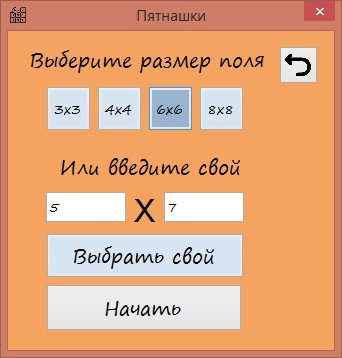 Пятнашки
Выберите размер поля
3x3 4x4 6x6 8x8
Или введите свой
5 X 7
Выбрать свой
Начать